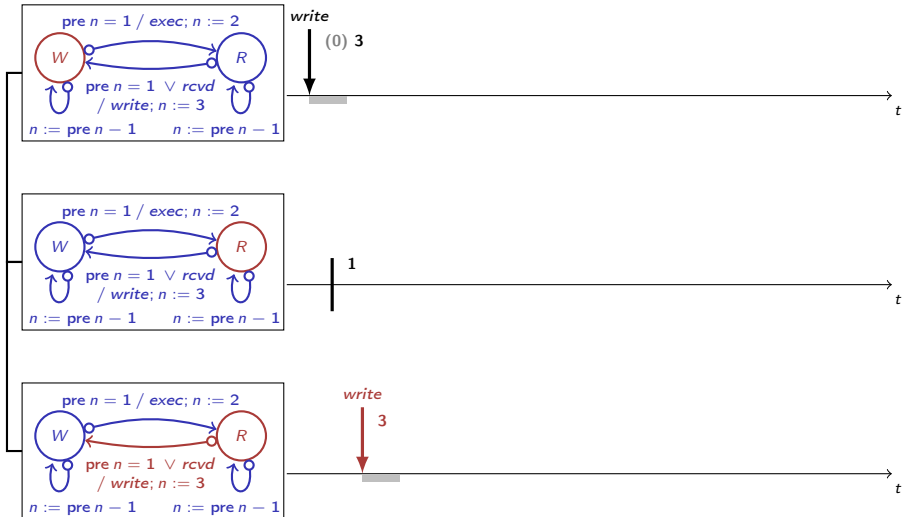 pre n = 1 / exec; n := 2
W
R
pre n = 1 ∨ rcvd
/ write; n := 3
n := pre n − 1
n := pre n − 1
write
(0) 3
t
pre n = 1 / exec; n := 2
W
R
pre n = 1 ∨ rcvd
/ write; n := 3
n := pre n − 1
n := pre n − 1
1
t
pre n = 1 / exec; n := 2
W
R
pre n = 1 ∨ rcvd
/ write; n := 3
n := pre n − 1
n := pre n − 1
write
3
t